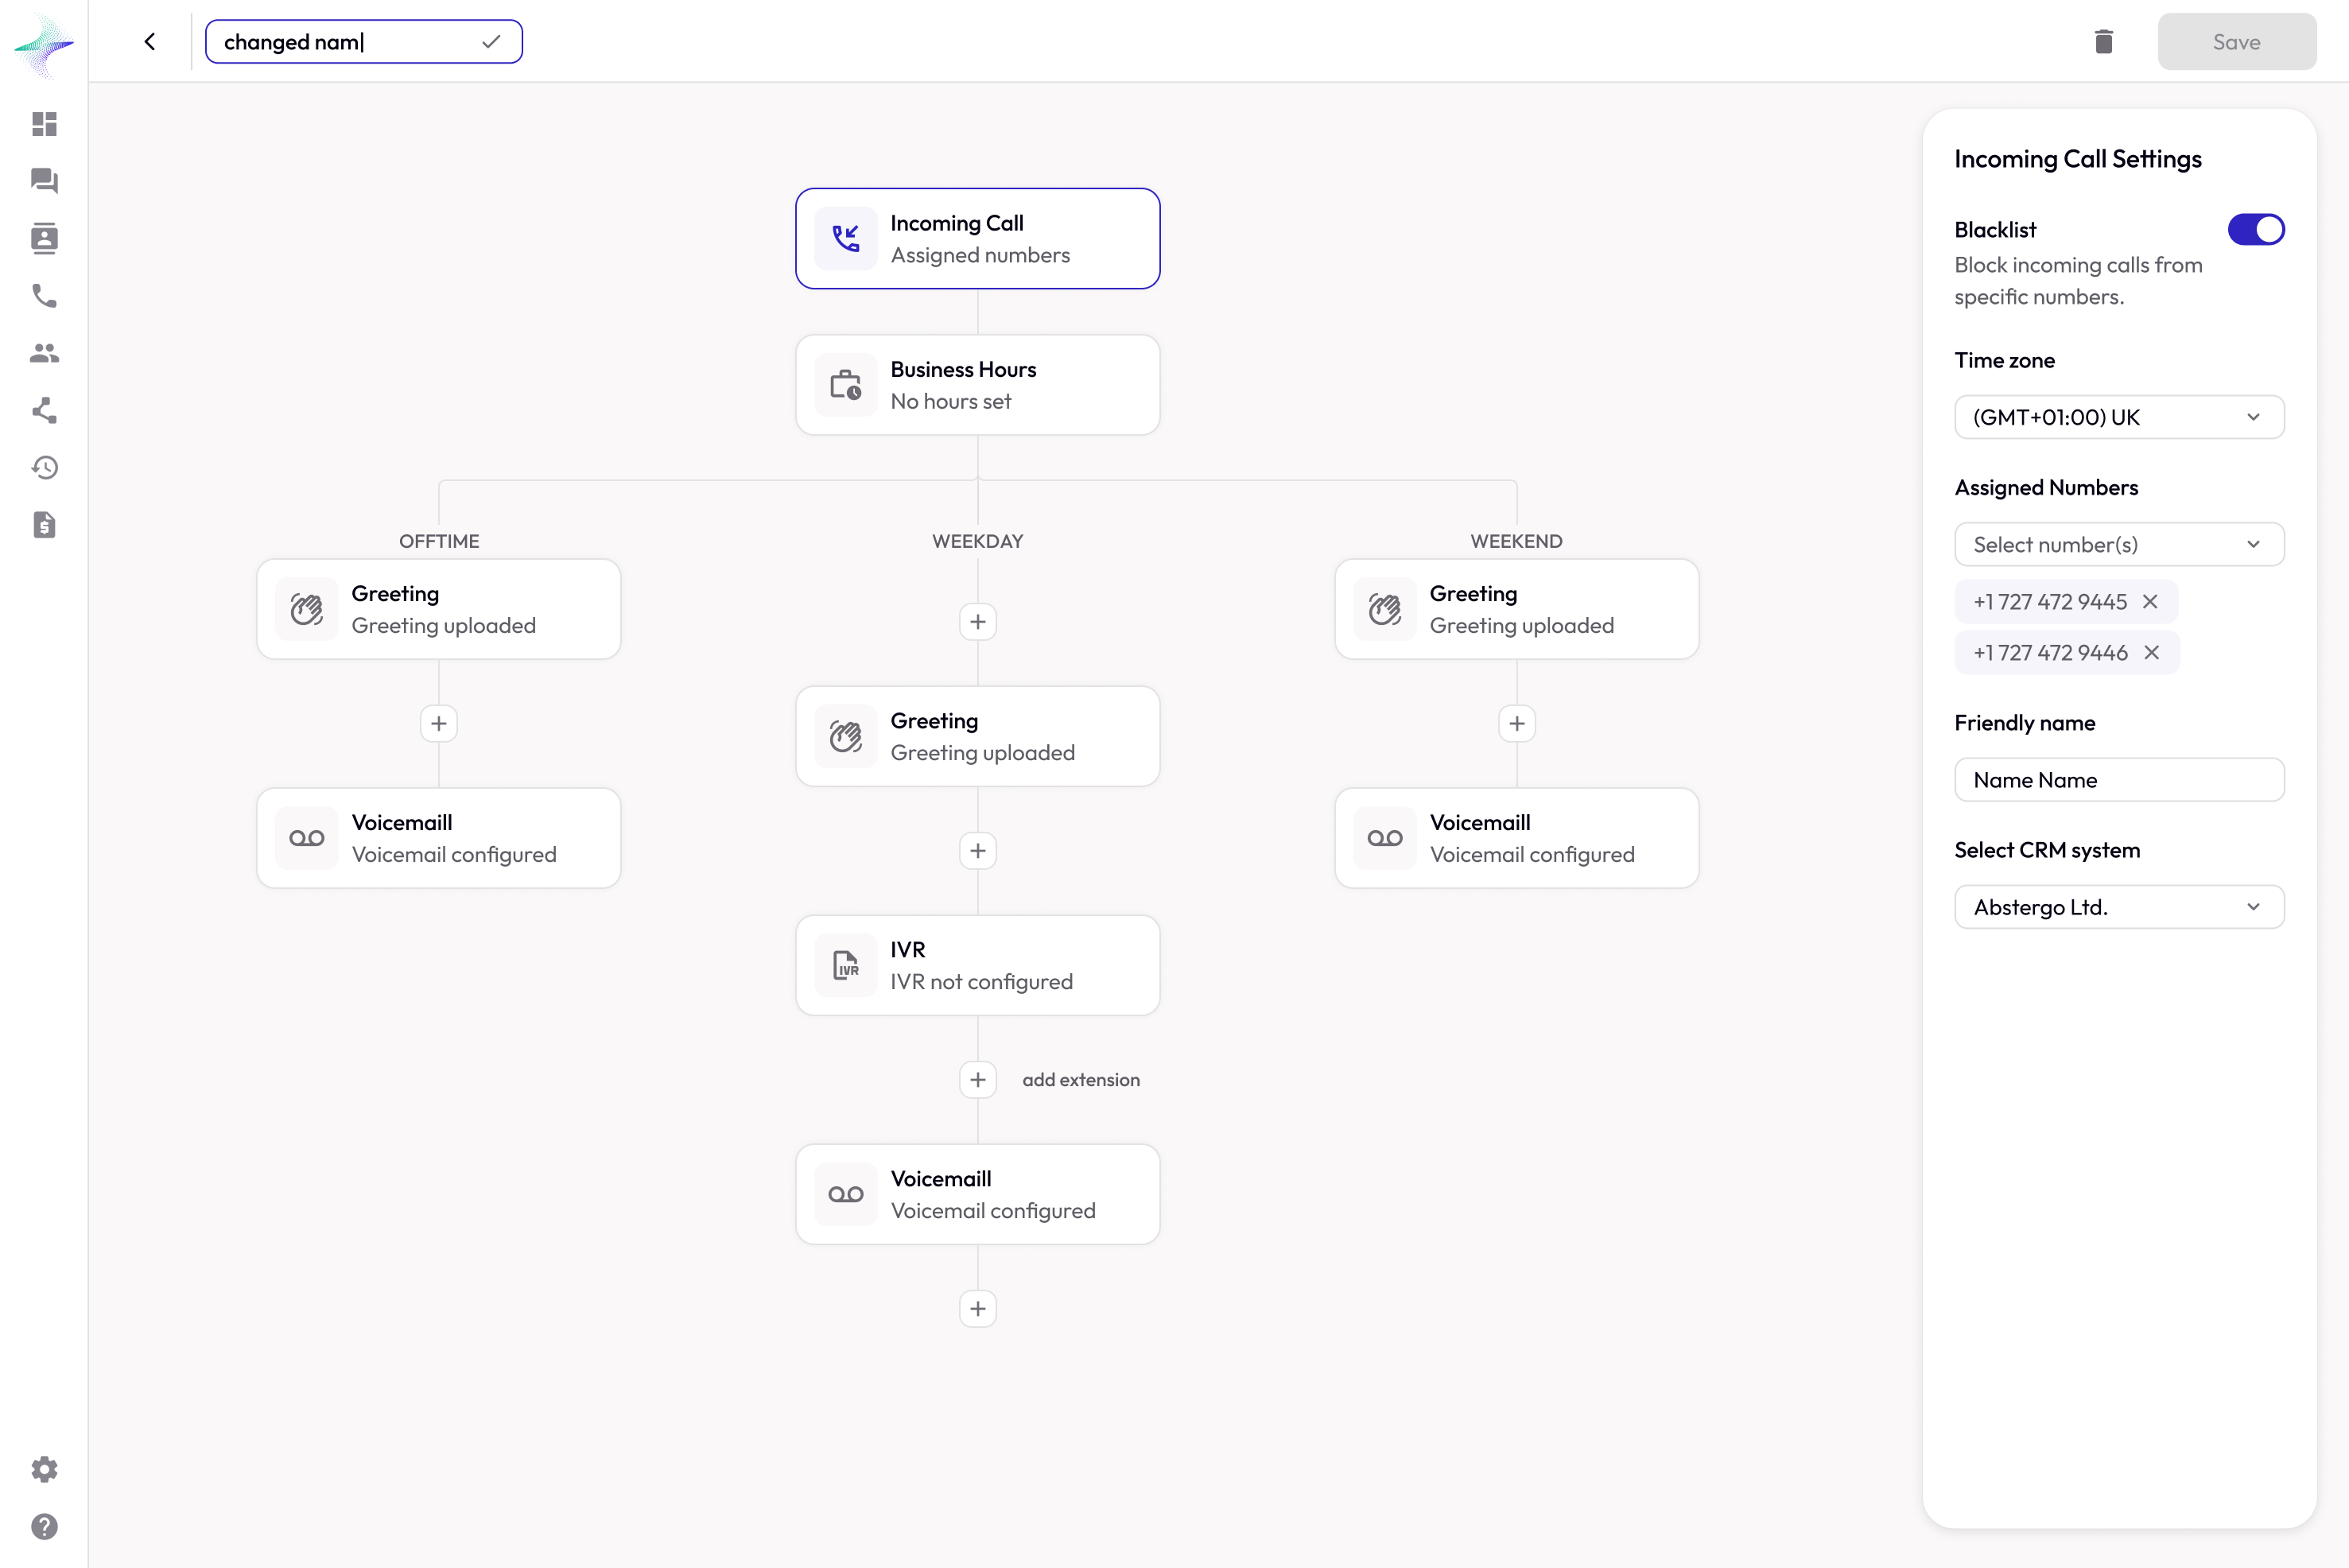 changed nam
Save
Incoming Call
Assigned numbers
Business Hours
No hours set
OFFTIME
WEEKDAY
WEEKEND
Greeting
Greeting uploaded
Voicemaill
Voicemail configured
Greeting
Greeting uploaded
IVR
IVR
IVR not configured
add extension
Voicemaill
Voicemail configured
Greeting
Greeting uploaded
Voicemaill
Voicemail configured
Incoming Call Settings
Blacklist
Block incoming calls from
specific numbers.
Time zone
(GMT+01:00) UK
Assigned Numbers
Select number(s)
+1 727 472 9445
+1 727 472 9446
Friendly name
Name Name
Select CRM system
Abstergo Ltd.